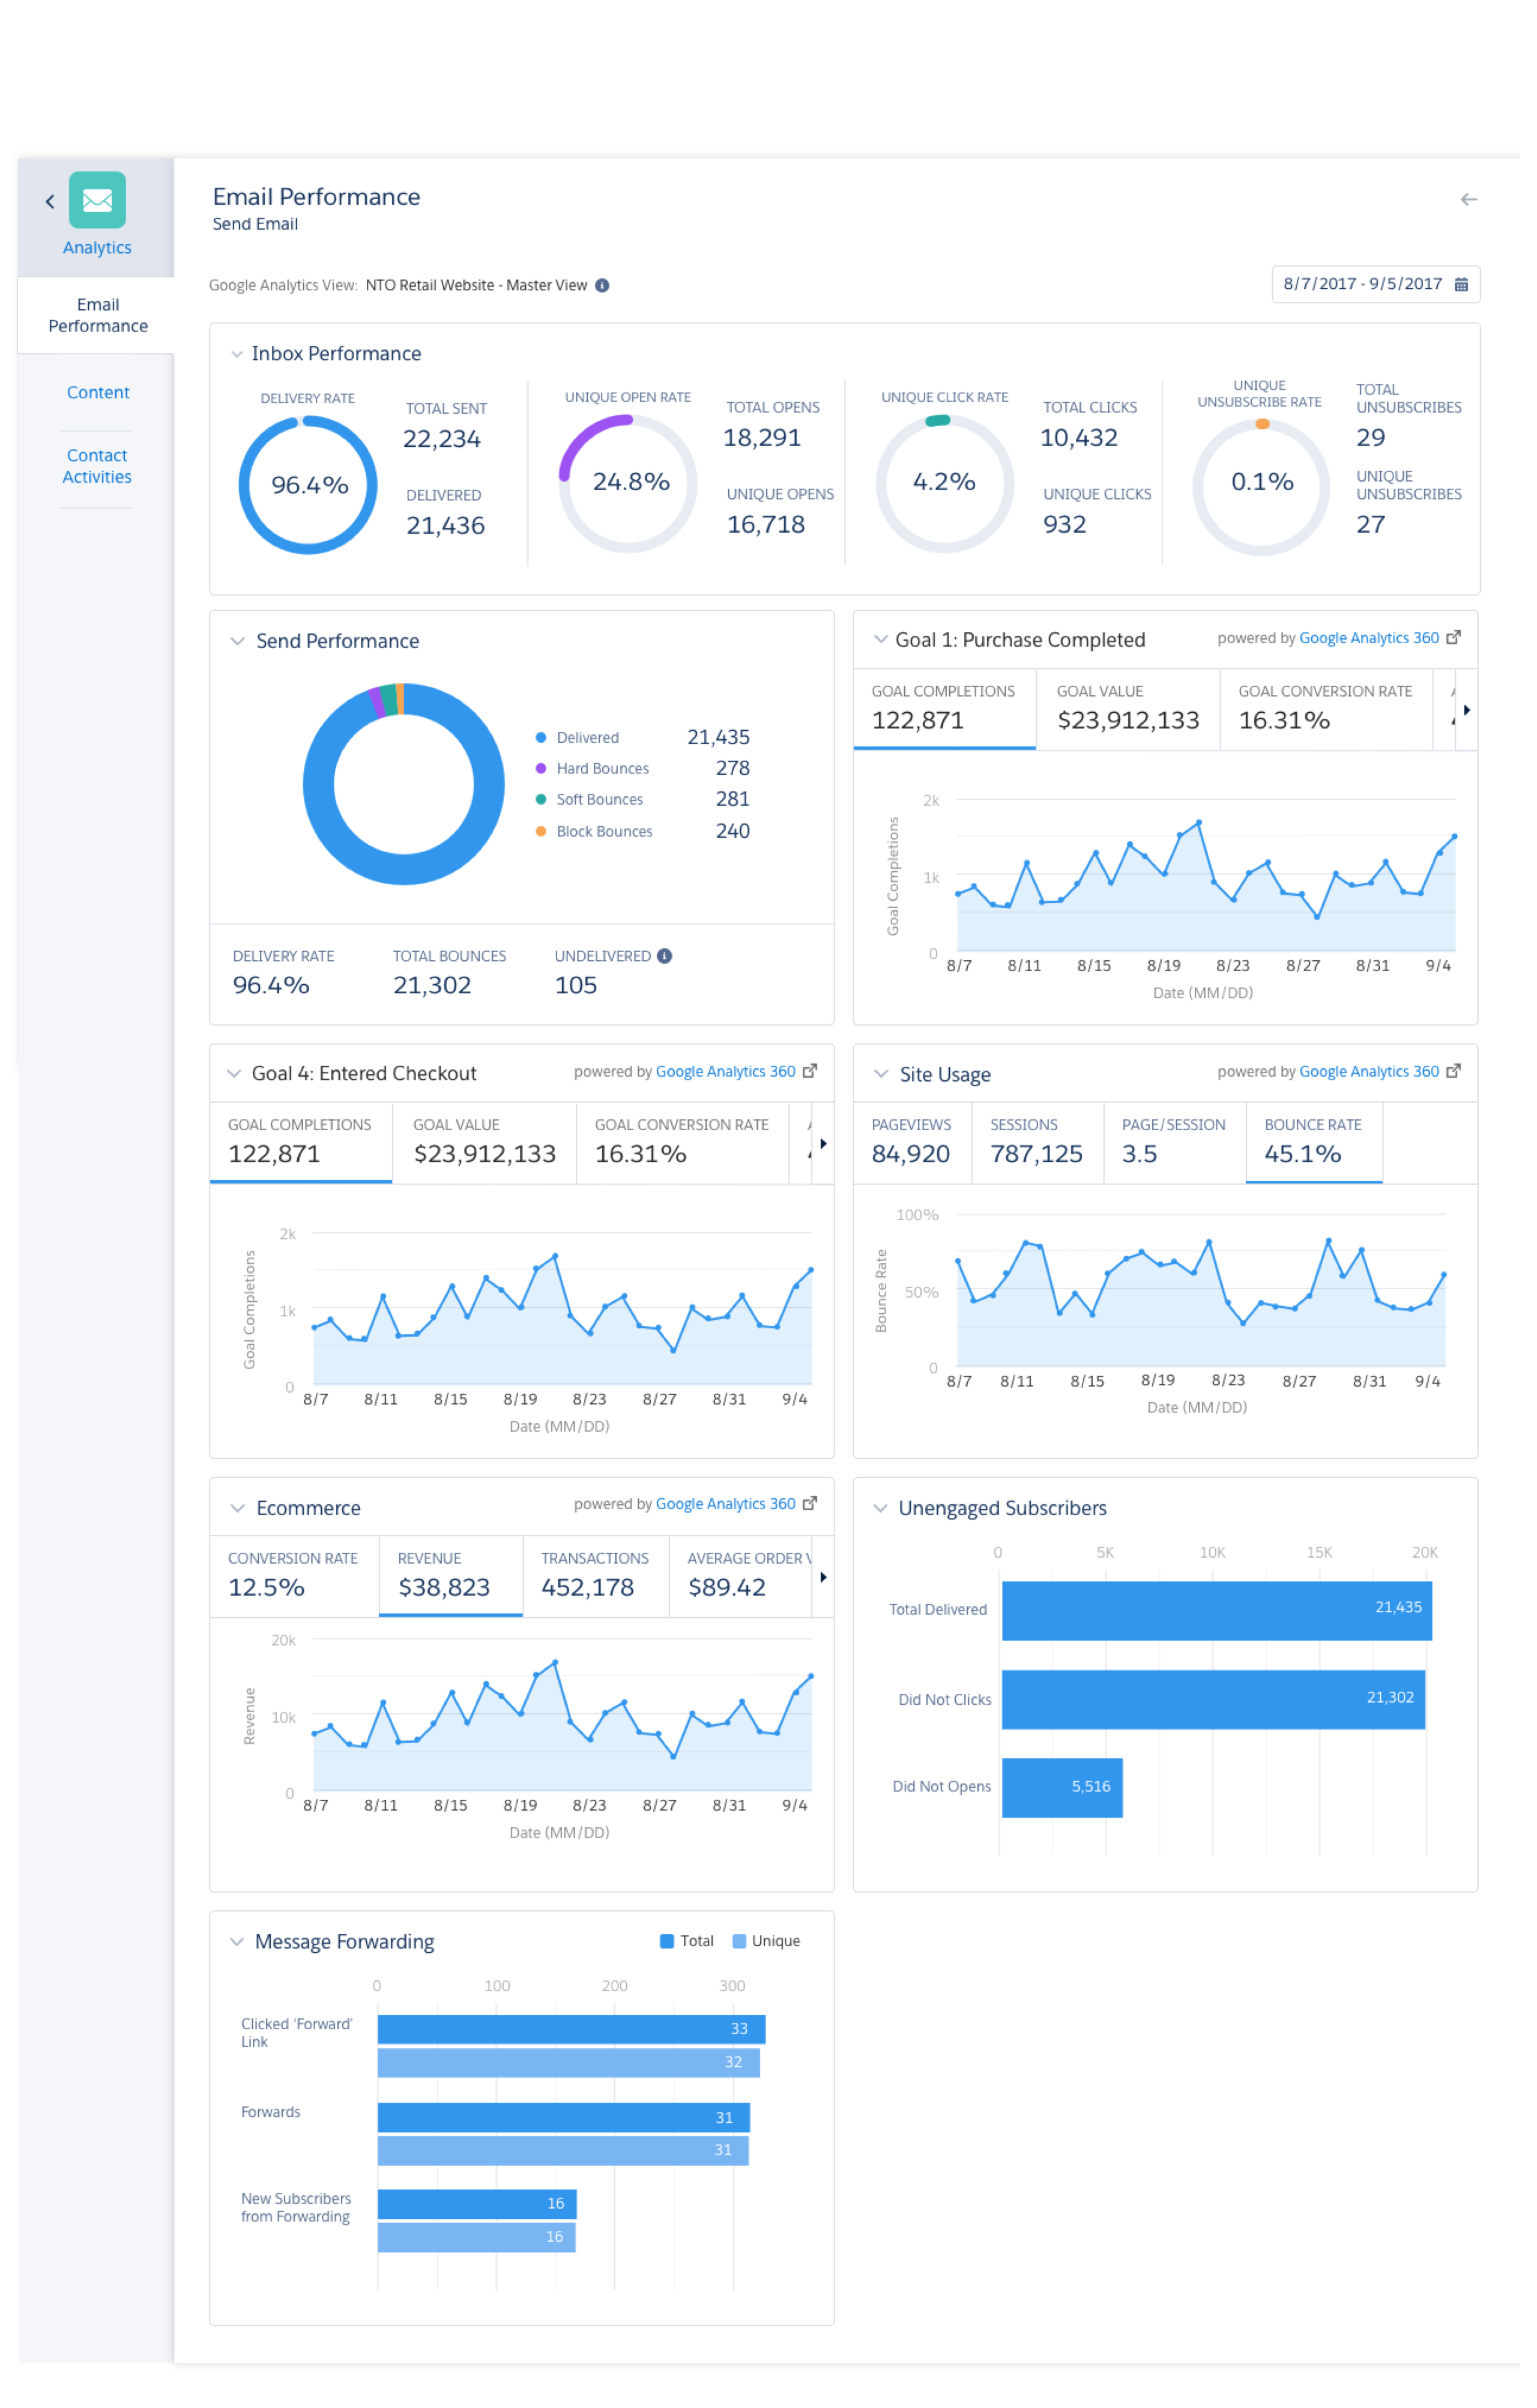 Analytics
Email
Performance
Content
Contact
Activities
Email Performance
Send Email
Google Analytics View: NTO Retail Website - Master View
8/7/2017 - 9/5/2017
Inbox Performance
DELIVERY RATE
96.4%
TOTAL SENT
22,234
DELIVERED
21,436
UNIQUE OPEN RATE
24.8%
TOTAL OPENS
18,291
UNIQUE OPENS
16,718
UNIQUE CLICK RATE
4.2%
TOTAL CLICKS
10,432
UNIQUE CLICKS
932
UNIQUE
UNSUBSCRIBE RATE
0.1%
TOTAL
UNSUBSCRIBES
29
UNIQUE
UNSUBSCRIBES
27
Send Performance
Delivered 21,435
Hard Bounces 278
Soft Bounces 281
Block Bounces 240
DELIVERY RATE
96.4%
TOTAL BOUNCES
21,302
UNDELIVERED
105
Goal 1: Purchase Completed
powered by Google Analytics 360
GOAL COMPLETIONS
122,871
GOAL VALUE
$23,912,133
GOAL CONVERSION RATE
16.31%
Goal Completions
2k
1k
0
8/7 8/11 8/15 8/19 8/23 8/27 8/31 9/4
Date (MM/DD)
Goal 4: Entered Checkout
powered by Google Analytics 360
GOAL COMPLETIONS
122,871
GOAL VALUE
$23,912,133
GOAL CONVERSION RATE
16.31%
Goal Completions
2k
1k
0
8/7 8/11 8/15 8/19 8/23 8/27 8/31 9/4
Date (MM/DD)
Site Usage
powered by Google Analytics 360
PAGEVIEWS
84,920
SESSIONS
787,125
PAGE/SESSION
3.5
BOUNCE RATE
45.1%
Bounce Rate
100%
50%
0
8/7 8/11 8/15 8/19 8/23 8/27 8/31 9/4
Date (MM/DD)
Ecommerce
powered by Google Analytics 360
CONVERSION RATE
12.5%
REVENUE
$38,823
TRANSACTIONS
452,178
AVERAGE ORDER
$89.42
Revenue
20k
10k
0
8/7 8/11 8/15 8/19 8/23 8/27 8/31 9/4
Date (MM/DD)
Unengaged Subscribers
0 5K 10K 15K 20K
Total Delivered 21,435
Did Not Clicks 21,302
Did Not Opens 5,516
Message Forwarding
Total Unique
0 100 200 300
Clicked 'Forward'
Link
33
32
Forwards
31
31
New Subscribers
from Forwarding
16
16